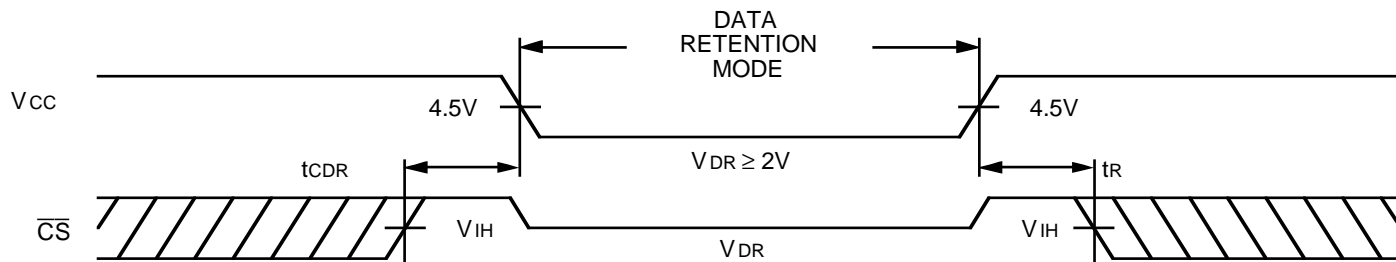 DATA
RETENTION
MODE
VCC
4.5V
4.5V
VDR ≥ 2V
tCDR
tR
CS
VIH
VDR
VIH